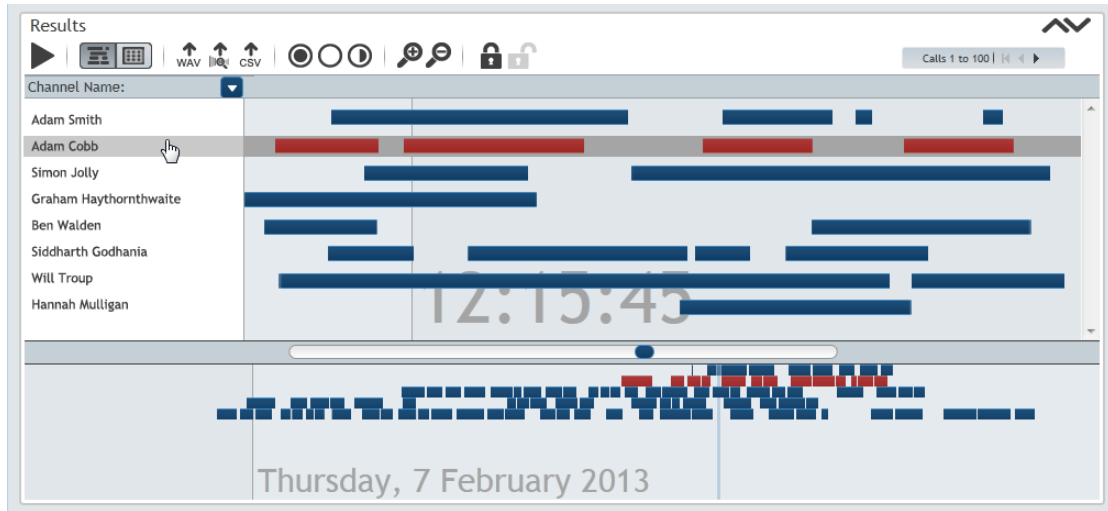 Results
WAV CSV
Calls 1 to 100
Channel Name:
Adam Smith
Adam Cobb
Simon Jolly
Graham Haythornthwaite
Ben Walden
Siddharth Godhania
Will Troup
12:15:45
Hannah Mulligan
Thursday, 7 February 2013